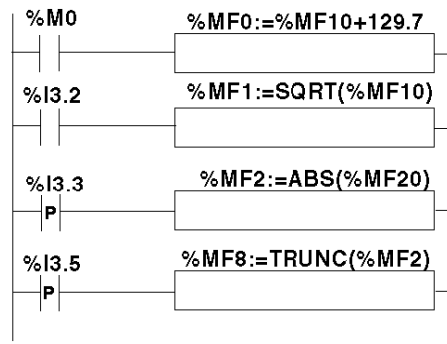 %M0 %MF0:=%MF10+129.7
%I3.2 %MF1:=SQRT(%MF10)
%I3.3 %MF2:=ABS(%MF20)
P
%I3.5 %MF8:=TRUNC(%MF2)
P